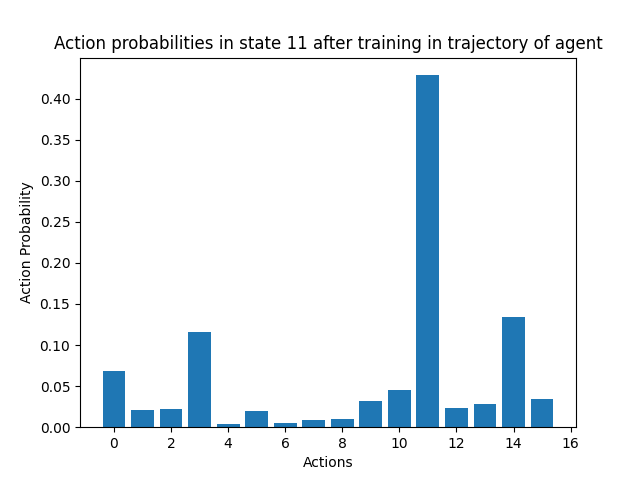 Action probabilities in state 11 after training in trajectory of agent
0.40
0.35
0.30
0.25
0.20
0.15
0.10
0.05
0.00
Action Probability
0 2 4 6 8 10 12 14 16
Actions